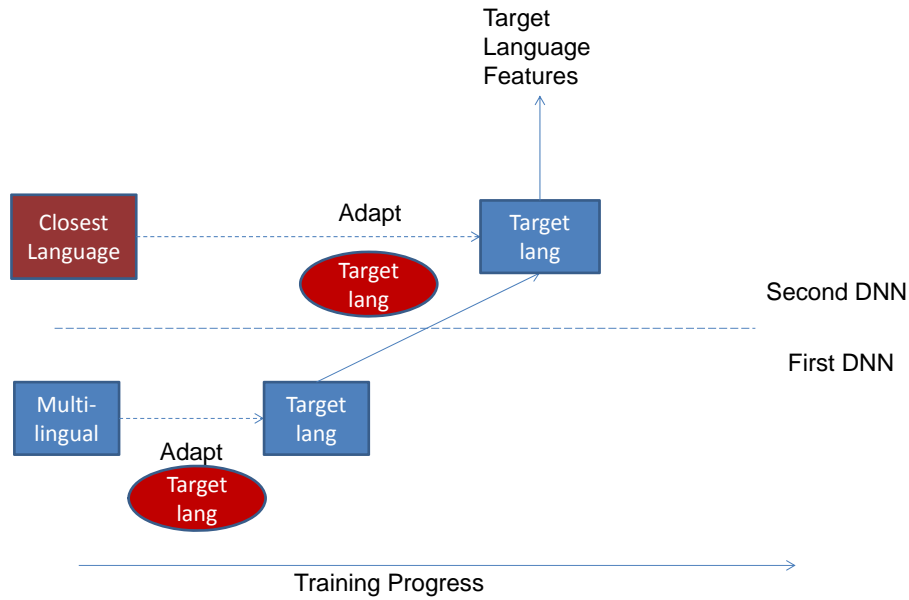 Target
Language
Features
Closest
Language
Adapt
Target
lang
Target
lang
Second DNN
First DNN
Multi-
lingual
Target
lang
Adapt
Target
lang
Training Progress